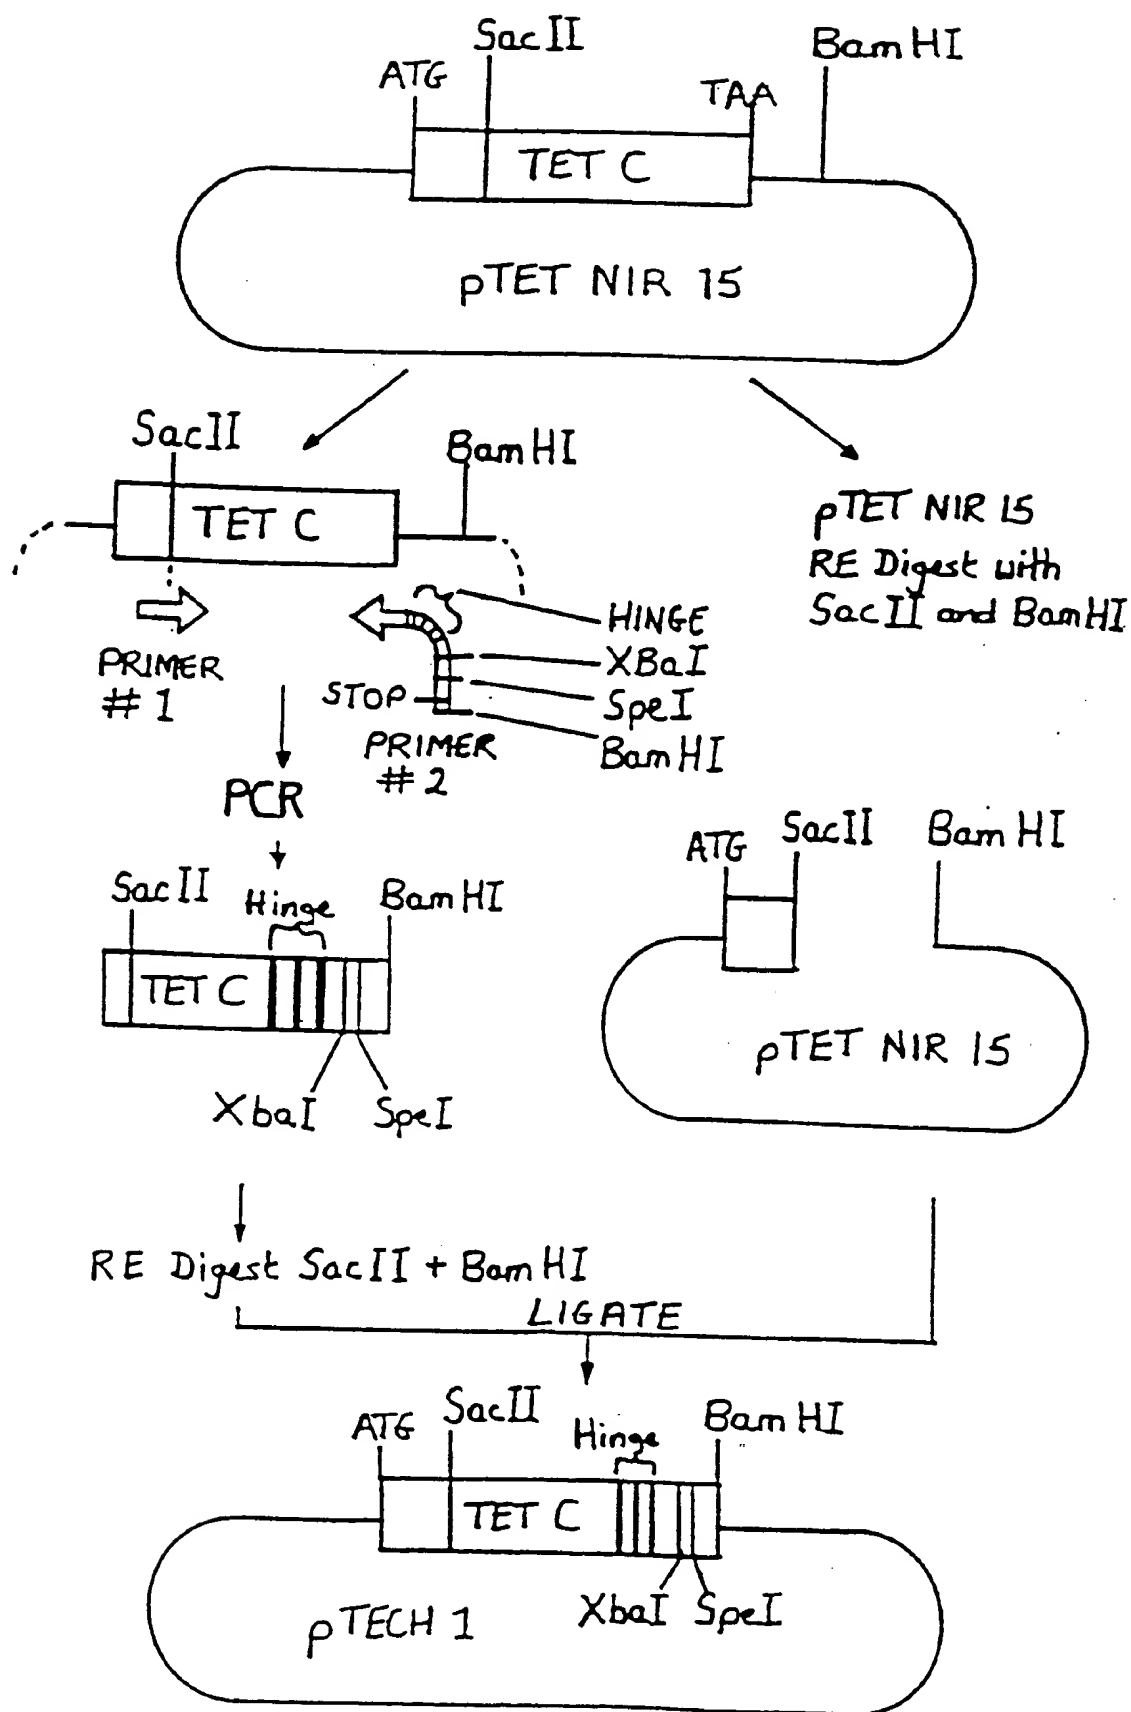 SacII
BamHI
ATG
TAA
TET C
pTET NIR 15
SacII
BamHI
TET C
pTET NIR 15
RE Digest with
SacII and BamHI
HINGE
XBaI
SpeI
BamHI
STOP
PRIMER
# 1
PRIMER
# 2
PCR
SacII
Hinge
BamHI
TET C
XbaI
SpeI
ATG
SacII
BamHI
pTET NIR 15
RE Digest SacII + BamHI
LIGATE
ATG
SacII
Hinge
BamHI
TET C
XbaI
SpeI
pTECH 1